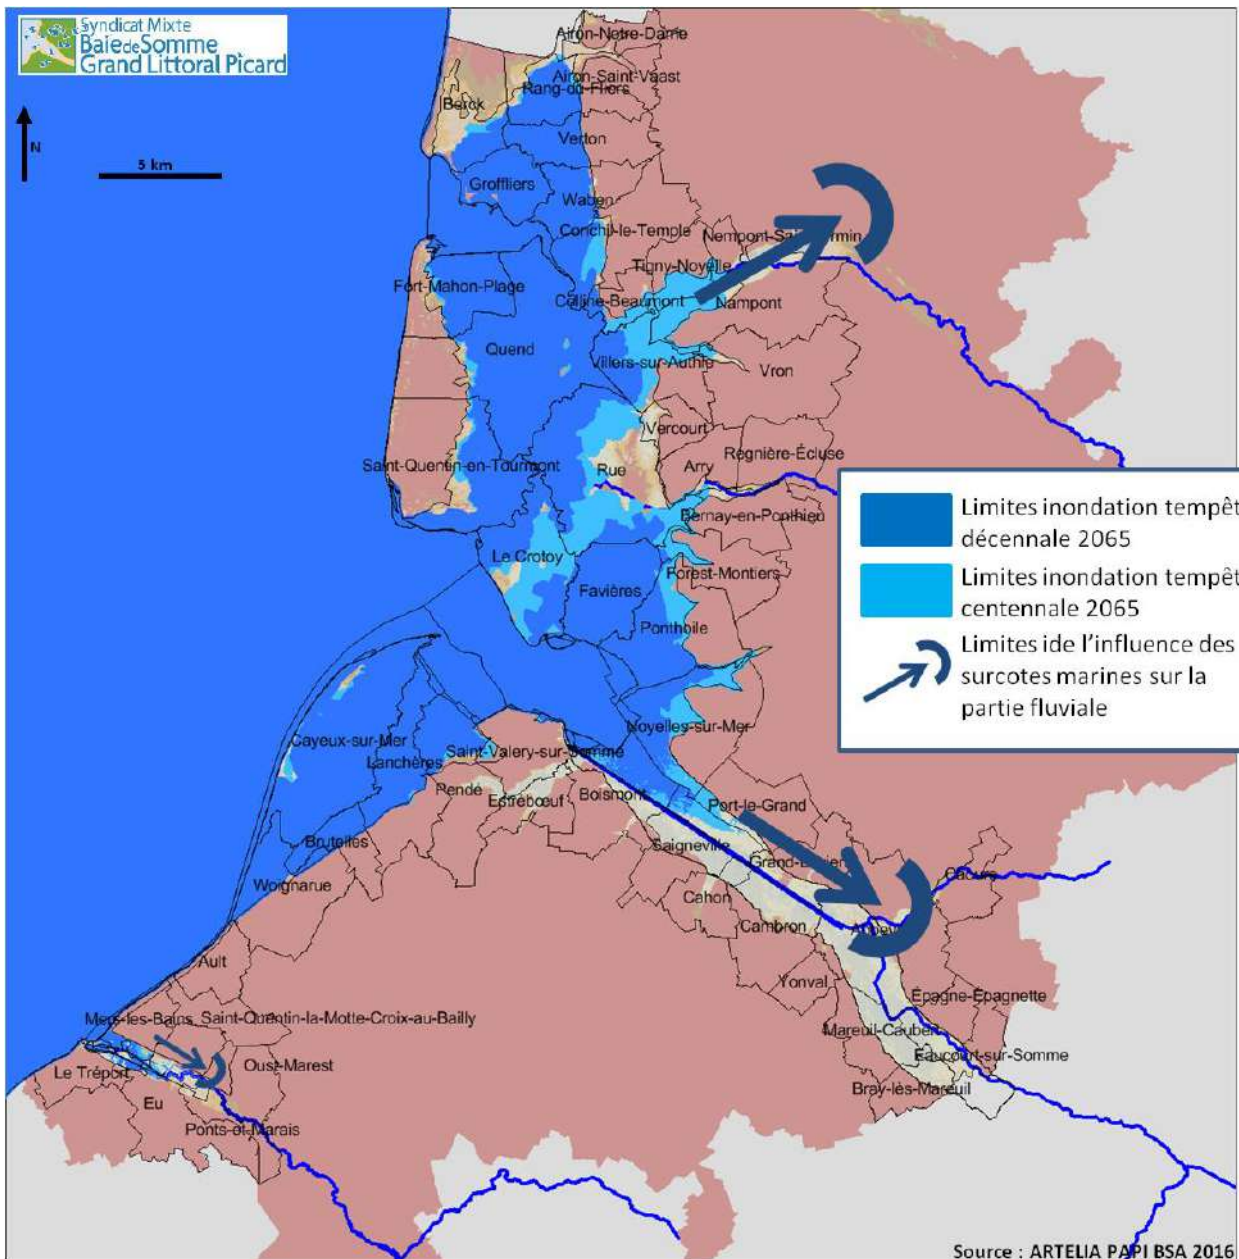 Syndicat Mixte
Baie de Somme
Grand Littoral Picard
N
5 km
Airon-Notre-Dame
Airon-Saint-Vaast
Rang-du-Fliers
Berck
Verton
Groffliers
Waben
Conchil-le-Temple
Nempont-Sa
rmin
Tigny-Noyelle
Fort-Mahon-Plage
Colline-Beaumont
Nampont
Quend
Villers-sur-Authie
Vron
Vercourt
Regnière-Écluse
Saint-Quentin-en-Tourmont
Rue
Arry
Bernay-en-Ponthieu
Le Crotoy
Forest-Montiers
Favières
Ponthoile
Limites inondation tempêt
décennale 2065
Limites inondation tempêt
centennale 2065
Limites ide l'influence des
surcotes marines sur la
partie fluviale
Noyelles-sur-Mer
Cayeux-sur-Mer
Saint-Valery-sur-Somme
Lanchères
Pendé
Estrebœuf
Boismont
Port-le-Grand
Brutelles
Saigneville
Grand-L
ien
Woignarue
Cahon
Caours
Cambron
Abbev
Ault
Yonval
Épagne-Épagnette
Mers-les-Bains
Saint-Quentin-la-Motte-Croix-au-Bailly
Mareuil-Caubert
Eaucourt-sur-Somme
Le Tréport
Oust-Marest
Bray-lès-Mareuil
Eu
Ponts-et-Marais
Source : ARTELIA PAPI BSA 2016